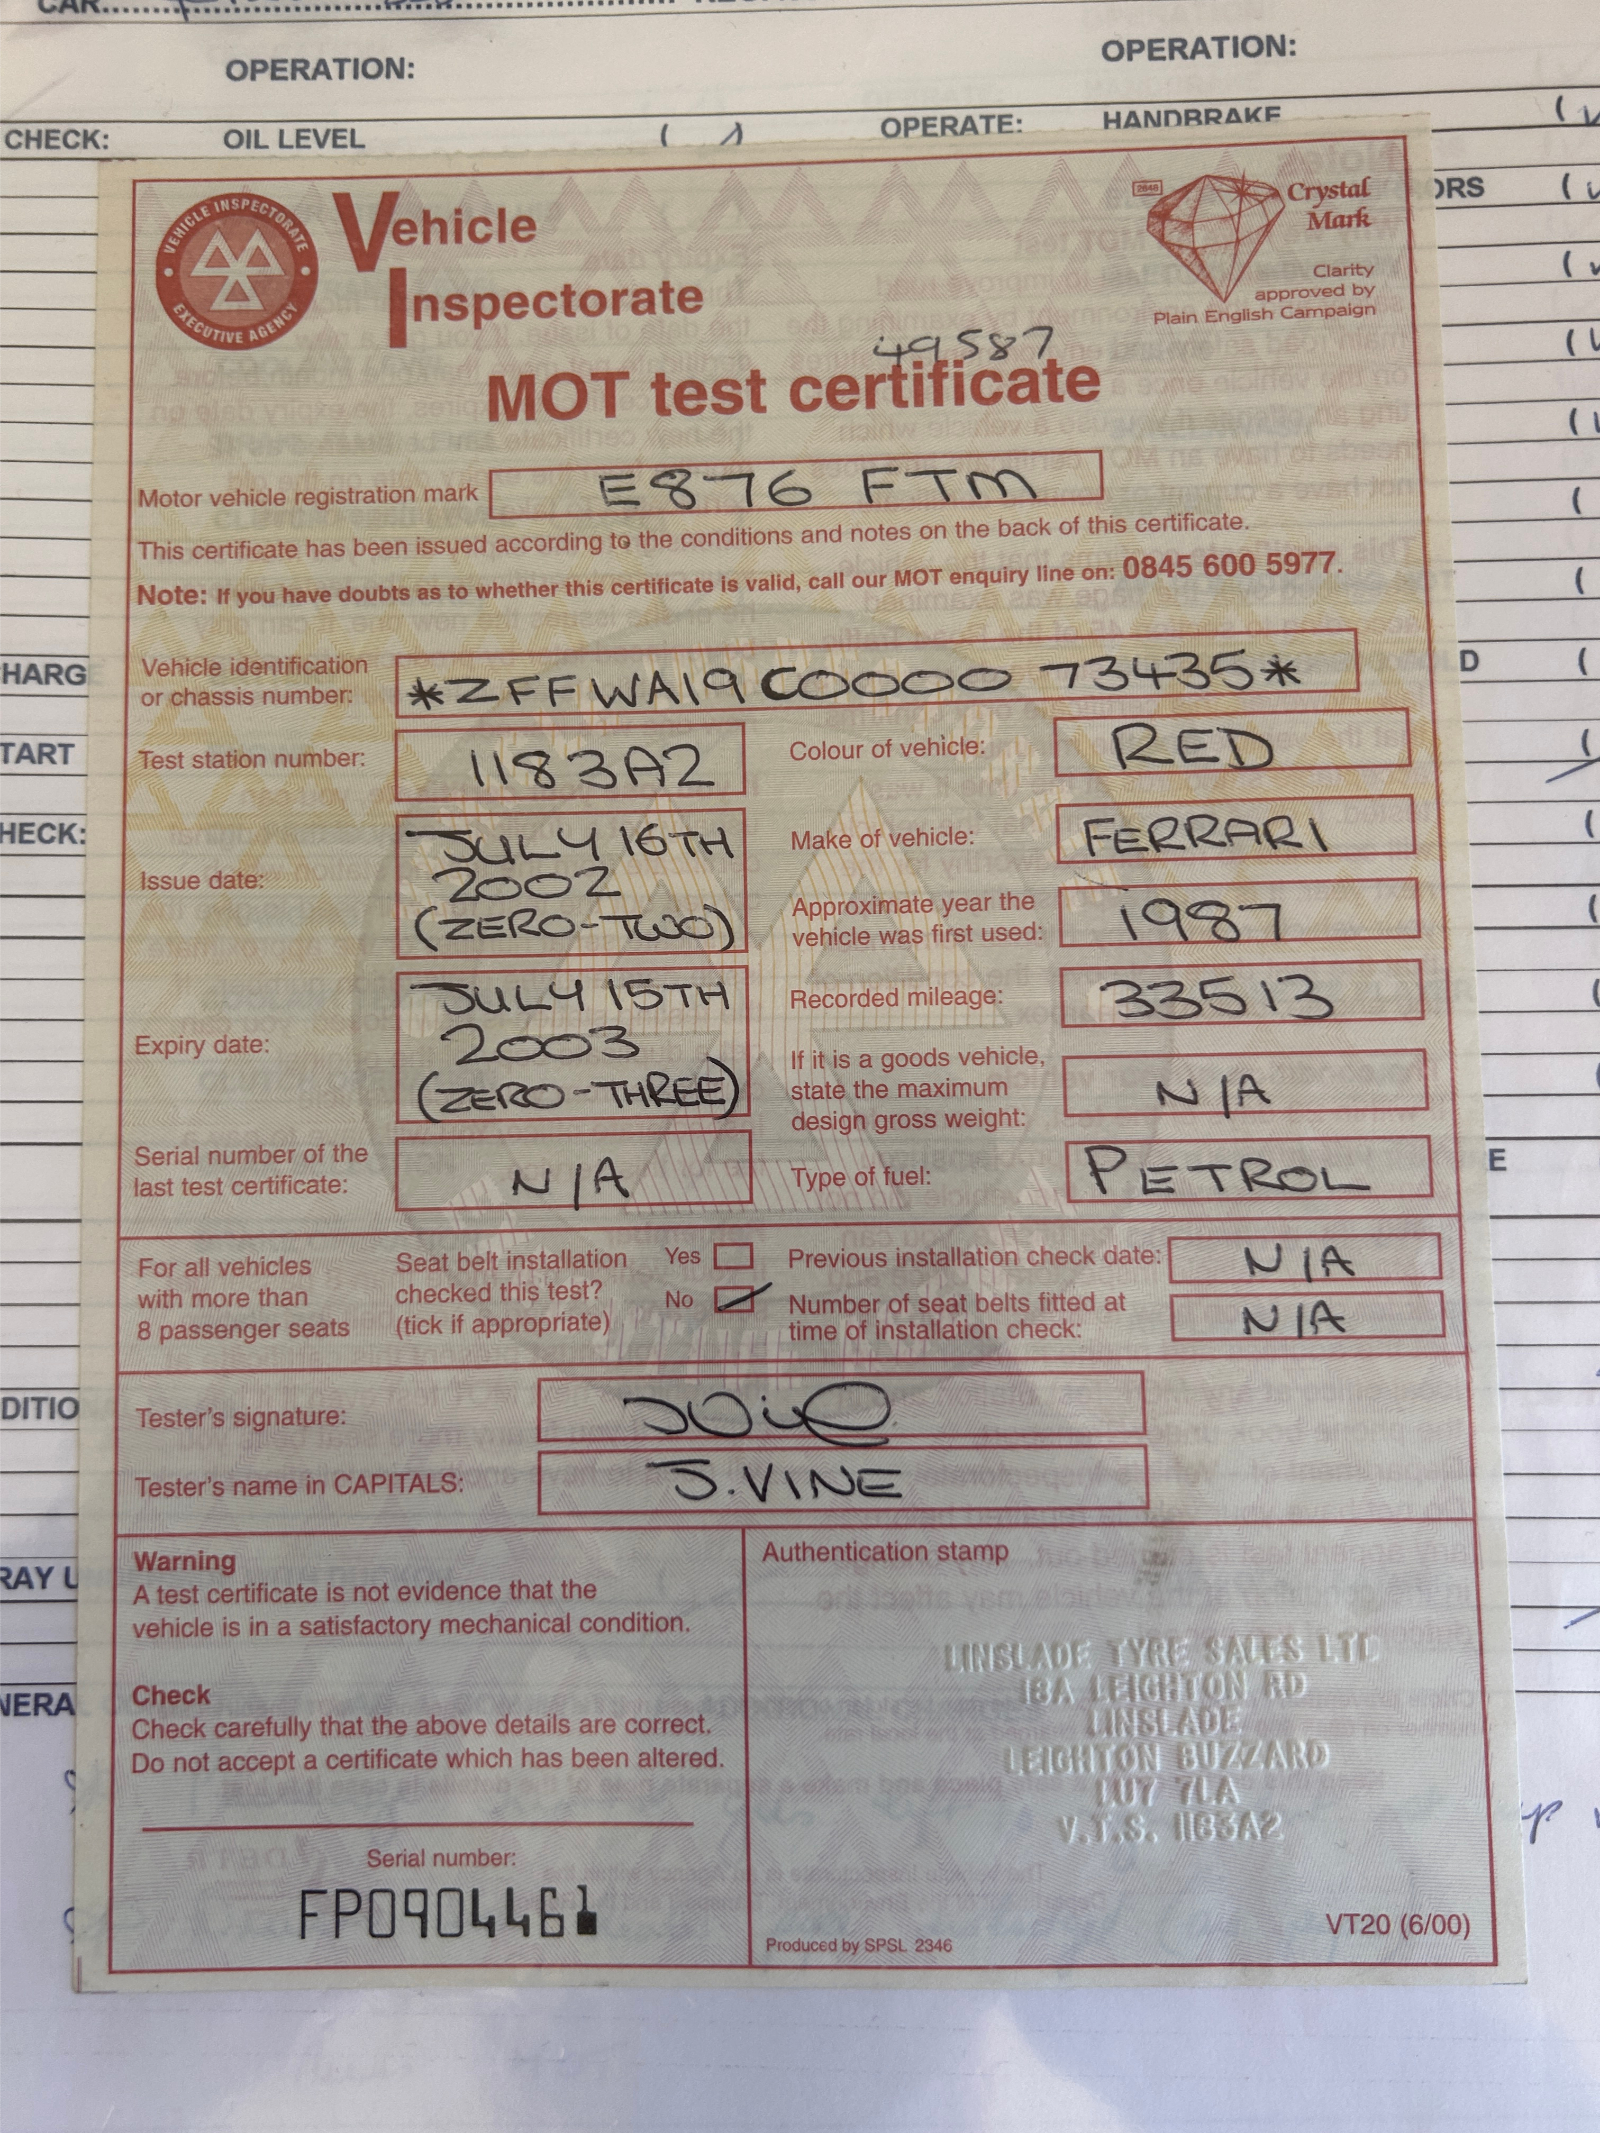 CAR
OPERATION:
OPERATION:
CHECK:
OIL LEVEL
OPERATE:
HANDBRAKE
VEHICLE INSPECTORATE
EXECUTIVE AGENCY
Vehicle
Inspectorate
2846
Crystal
Mark
Clarity
approved by
Plain English Campaign
49587
MOT test certificate
Motor vehicle registration mark E876 FTM
This certificate has been issued according to the conditions and notes on the back of this certificate.
Note: If you have doubts as to whether this certificate is valid, call our MOT enquiry line on: 0845 600 5977.
Vehicle identification
or chassis number:
*ZFFWA19C0000 73435*
Test station number: 1183A2
Colour of vehicle: RED
Issue date:
JULY 16TH
2002
(ZERO-TWO)
Make of vehicle: FERRARI
Approximate year the
vehicle was first used: 1987
Expiry date:
JULY 15TH
2003
(ZERO-THREE)
Recorded mileage: 33513
If it is a goods vehicle,
state the maximum
design gross weight:
N/A
Serial number of the
last test certificate:
N/A
Type of fuel: PETROL
For all vehicles
with more than
8 passenger seats
Seat belt installation
checked this test?
(tick if appropriate)
Yes
No
Previous installation check date: N/A
Number of seat belts fitted at
time of installation check:
N/A
Tester's signature:
Tester's name in CAPITALS: J.VINE
Warning
A test certificate is not evidence that the
vehicle is in a satisfactory mechanical condition.
Check
Check carefully that the above details are correct.
Do not accept a certificate which has been altered.
Serial number:
FP0904461
Authentication stamp
LINSLADE TYRE SALES LTD
18A LEIGHTON RD
LINSLADE
LEIGHTON BUZZARD
LU7 7LA
V.T.S. 1183A2
Produced by SPSL 2346
VT20 (6/00)